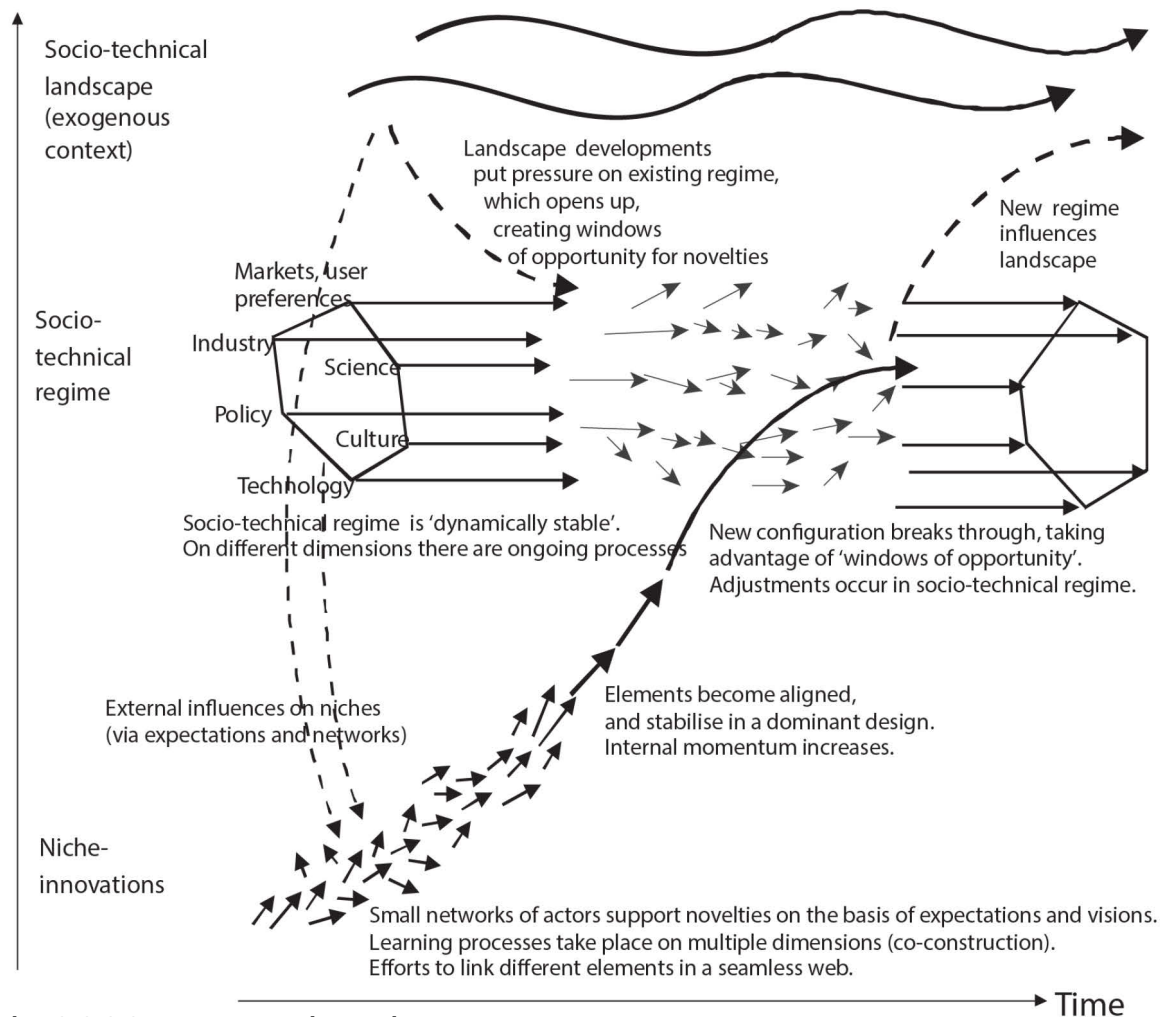 Socio-technical
landscape
(exogenous
context)
Landscape developments
put pressure on existing regime,
which opens up,
creating windows
of opportunity for novelties
New regime
influences
landscape
Markets, user
preferences
Socio-
technical
regime
Industry
Science
Policy
Culture
Technology
Socio-technical regime is ‘dynamically stable’.
On different dimensions there are ongoing processes
New configuration breaks through, taking
advantage of ‘windows of opportunity’.
Adjustments occur in socio-technical regime.
External influences on niches
(via expectations and networks)
Elements become aligned,
and stabilise in a dominant design.
Internal momentum increases.
Niche-
innovations
Small networks of actors support novelties on the basis of expectations and visions.
Learning processes take place on multiple dimensions (co-construction).
Efforts to link different elements in a seamless web.
Time